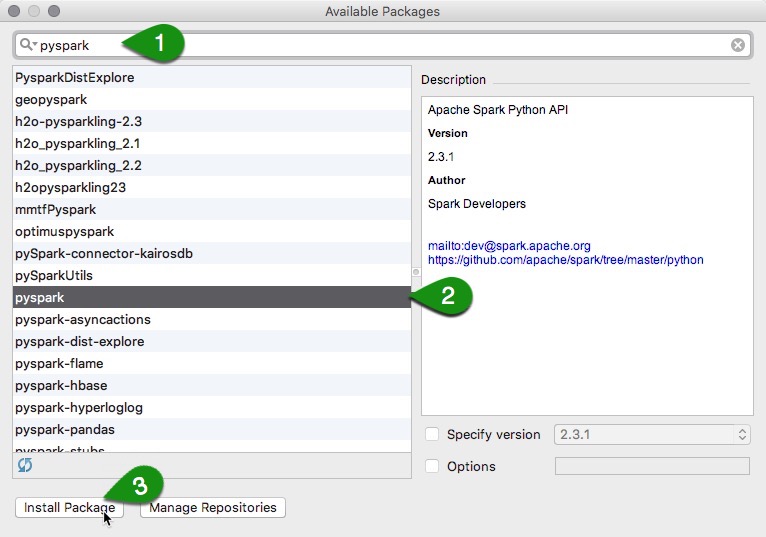 Available Packages
pyspark
1
PysparkDistExplore
geopyspark
h2o-pysparkling-2.3
h2o_pysparkling_2.1
h2o_pysparkling_2.2
h2opysparkling23
mmtfPyspark
optimuspyspark
pySpark-connector-kairosdb
pySparkUtils
pyspark
2
pyspark-asyncactions
pyspark-dist-explore
pyspark-flame
pyspark-hbase
pyspark-hyperloglog
pyspark-pandas
pyspark-stubs
Description
Apache Spark Python API
Version
2.3.1
Author
Spark Developers
mailto:dev@spark.apache.org
https://github.com/apache/spark/tree/master/python
Specify version 2.3.1
Options
3
Install Package Manage Repositories